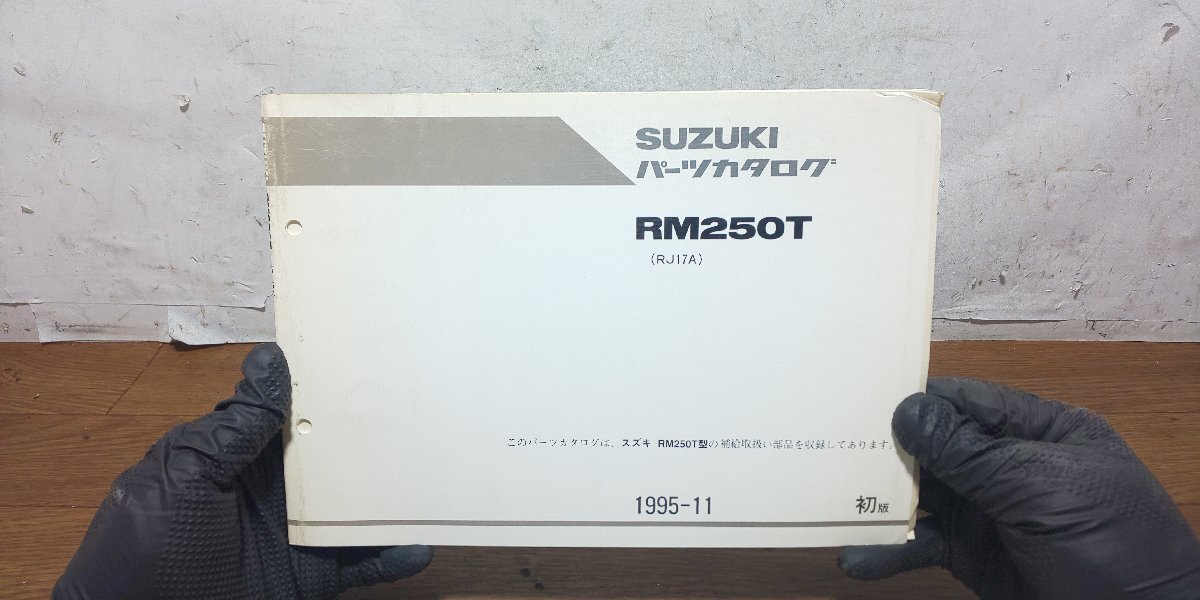 SUZUKI
パーツカタログ
RM250T
(RJ17A)
このパーツカタログは、スズキ RM250T型の補給取扱い部品を収録してあります。
1995-11 初版